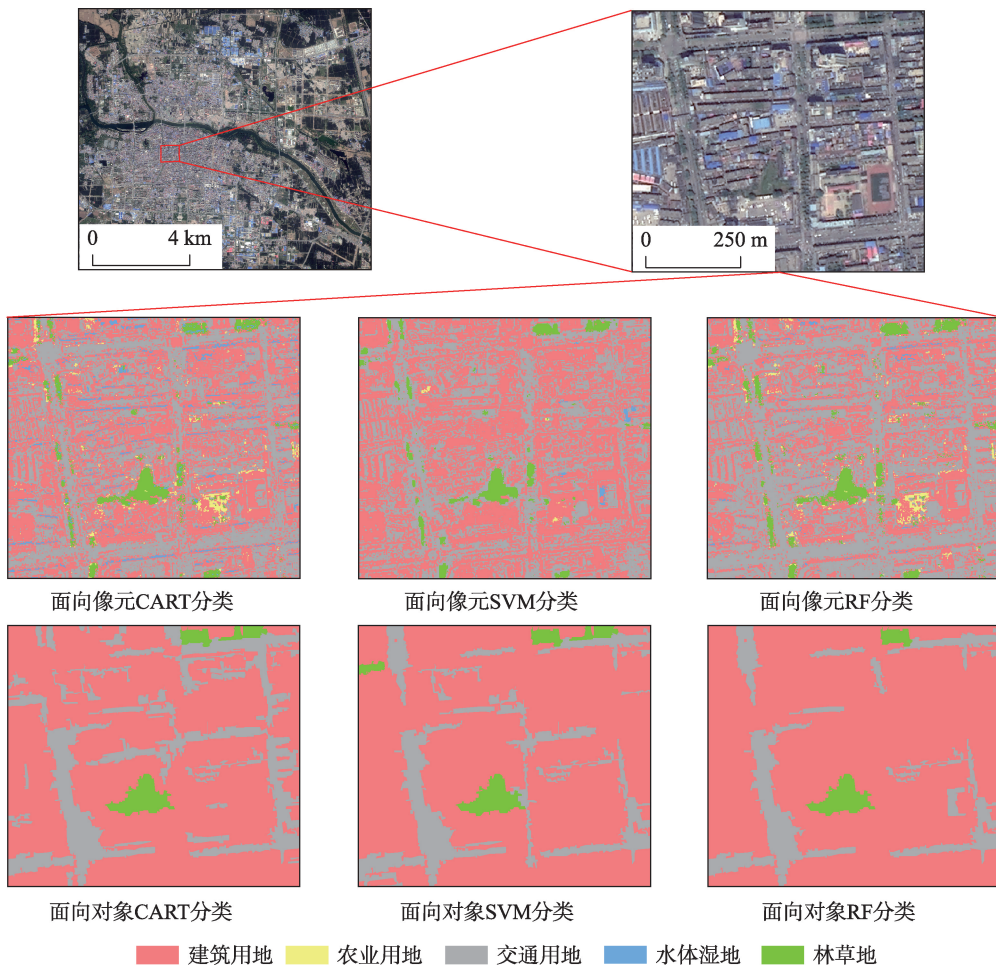 0 4 km
0 250 m
面向像元CART分类 面向像元SVM分类 面向像元RF分类
面向对象CART分类 面向对象SVM分类 面向对象RF分类
建筑用地 农业用地 交通用地 水体湿地 林草地